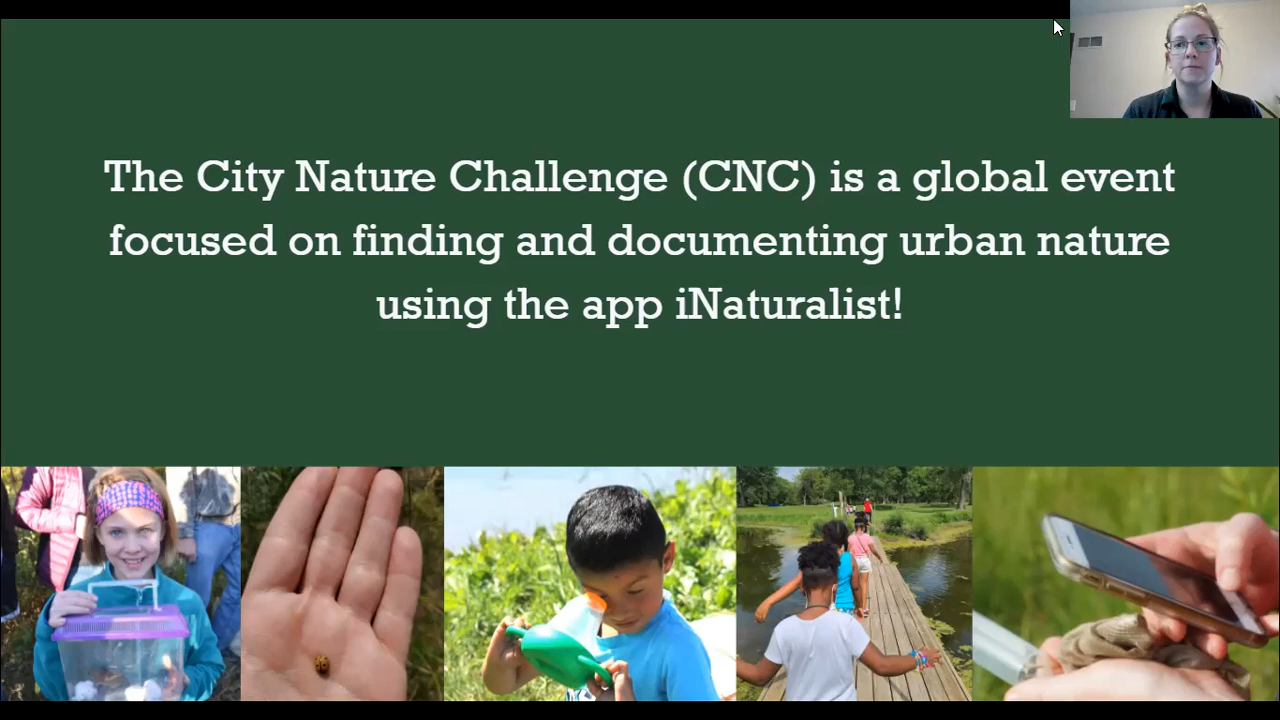 The City Nature Challenge (CNC) is a global event
focused on finding and documenting urban nature
using the app iNaturalist!